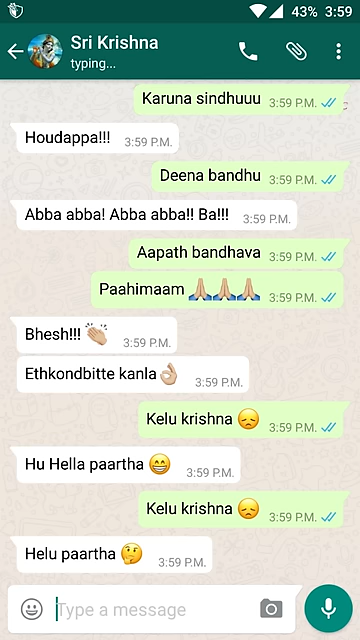 43% 3:59
Sri Krishna
typing...
Karuna sindhuuu 3:59 P.M.
Houdappa!!! 3:59 P.M.
Deena bandhu 3:59 P.M.
Abba abba! Abba abba!! Ba!!! 3:59 P.M.
Aapath bandhava 3:59 P.M.
Paahimaam 🙏🙏🙏 3:59 P.M.
Bhesh!!! 👏 3:59 P.M.
Ethkondbitte kanla👌 3:59 P.M.
Kelu krishna 😞 3:59 P.M.
Hu Hella paartha 😁 3:59 P.M.
Kelu krishna 😞 3:59 P.M.
Helu paartha 🤔 3:59 P.M.
Type a message